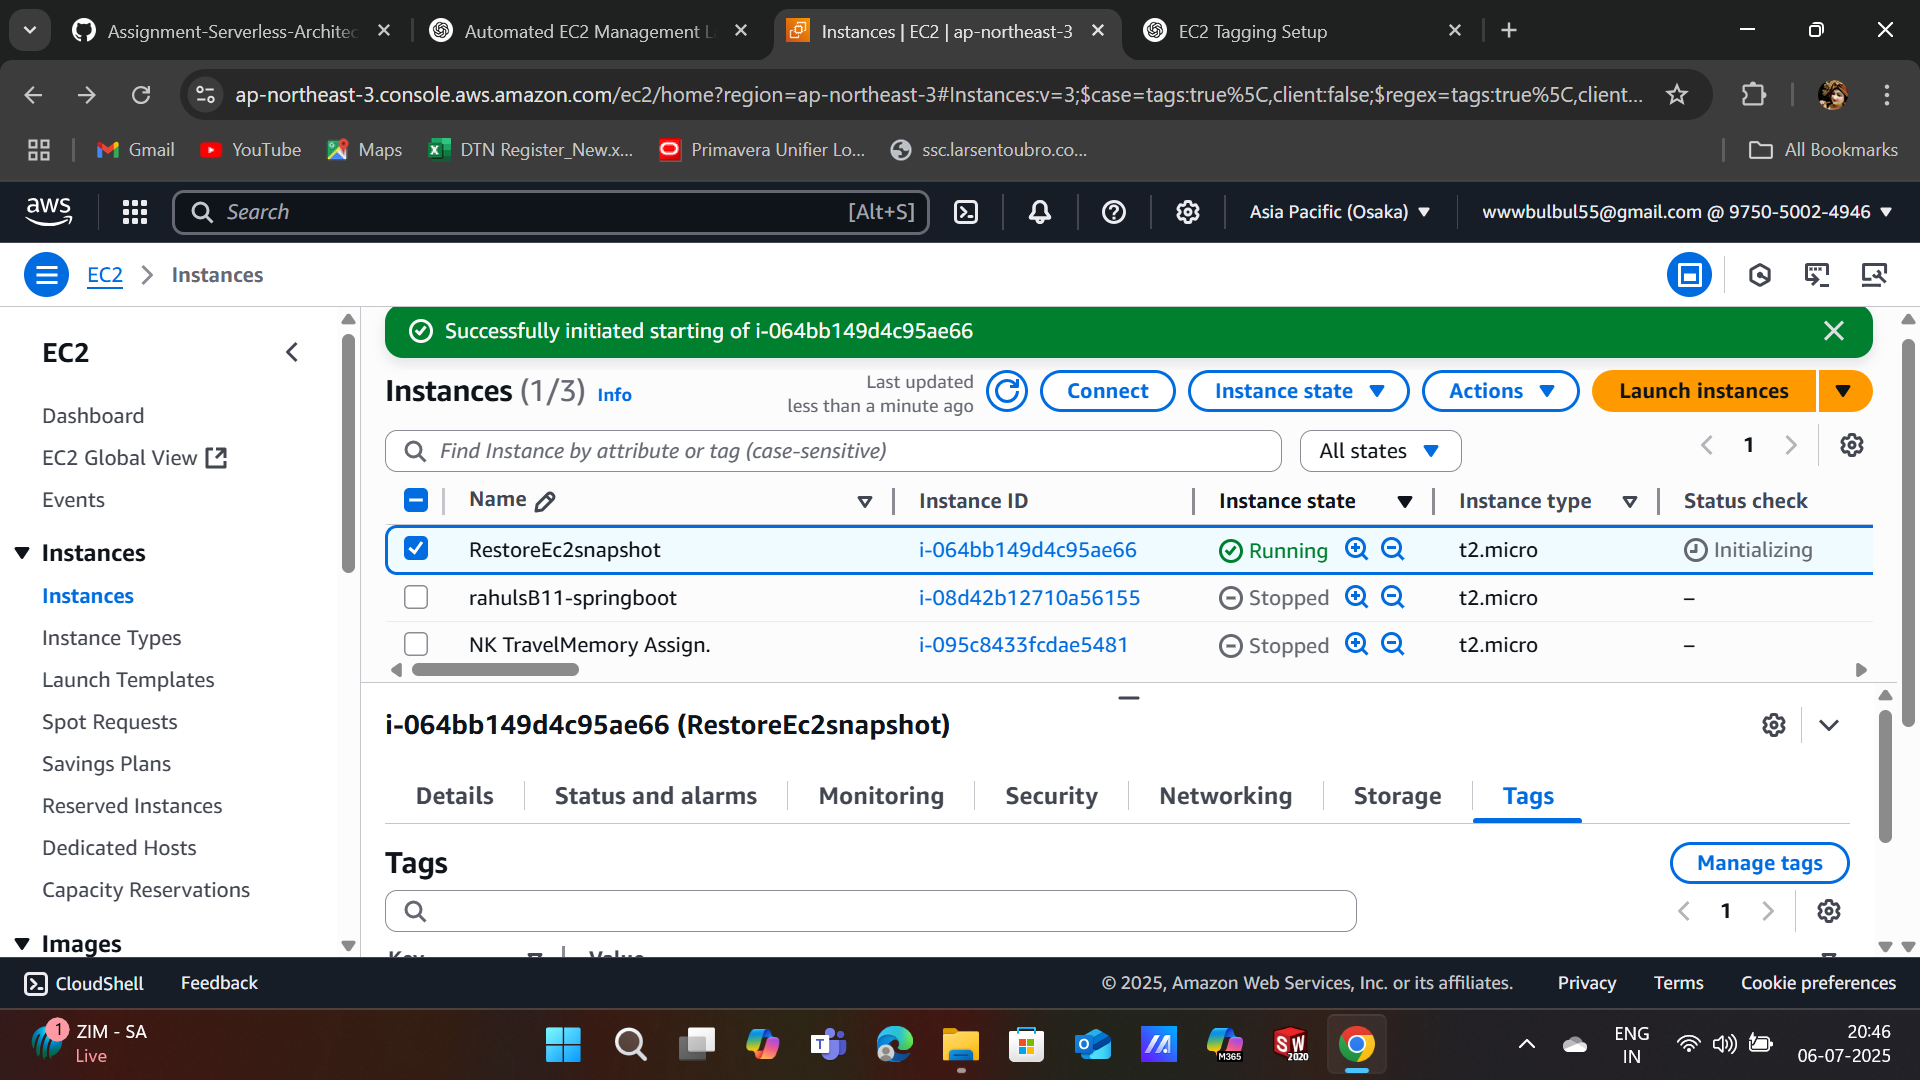 Assignment-Serverless-Architec
Automated EC2 Management L
Instances | EC2 | ap-northeast-3
EC2 Tagging Setup
ap-northeast-3.console.aws.amazon.com/ec2/home?region=ap-northeast-3#Instances:v=3;$case=tags:true%5C,client:false;$regex=tags:true%5C,client...
Gmail
YouTube
Maps
DTN Register_New.x...
Primavera Unifier Lo...
ssc.larsentoubro.co...
All Bookmarks
aws
Search
[Alt+S]
Asia Pacific (Osaka)
wwwbulbul55@gmail.com @ 9750-5002-4946
EC2
Instances
EC2
Dashboard
EC2 Global View
Events
Instances
Instances
Instance Types
Launch Templates
Spot Requests
Savings Plans
Reserved Instances
Dedicated Hosts
Capacity Reservations
Images
Successfully initiated starting of i-064bb149d4c95ae66
Instances (1/3) Info
Last updated
less than a minute ago
Connect
Instance state
Actions
Launch instances
Find Instance by attribute or tag (case-sensitive)
All states
1
Name Instance ID Instance state Instance type Status check
RestoreEc2snapshot i-064bb149d4c95ae66 Running t2.micro Initializing
rahulsB11-springboot i-08d42b12710a56155 Stopped t2.micro –
NK TravelMemory Assign. i-095c8433fcdae5481 Stopped t2.micro –
i-064bb149d4c95ae66 (RestoreEc2snapshot)
Details
Status and alarms
Monitoring
Security
Networking
Storage
Tags
Tags
Manage tags
1
Key Value
CloudShell
Feedback
© 2025, Amazon Web Services, Inc. or its affiliates.
Privacy
Terms
Cookie preferences
1
ZIM - SA
Live
M365
SW
2020
ENG
IN
20:46
06-07-2025